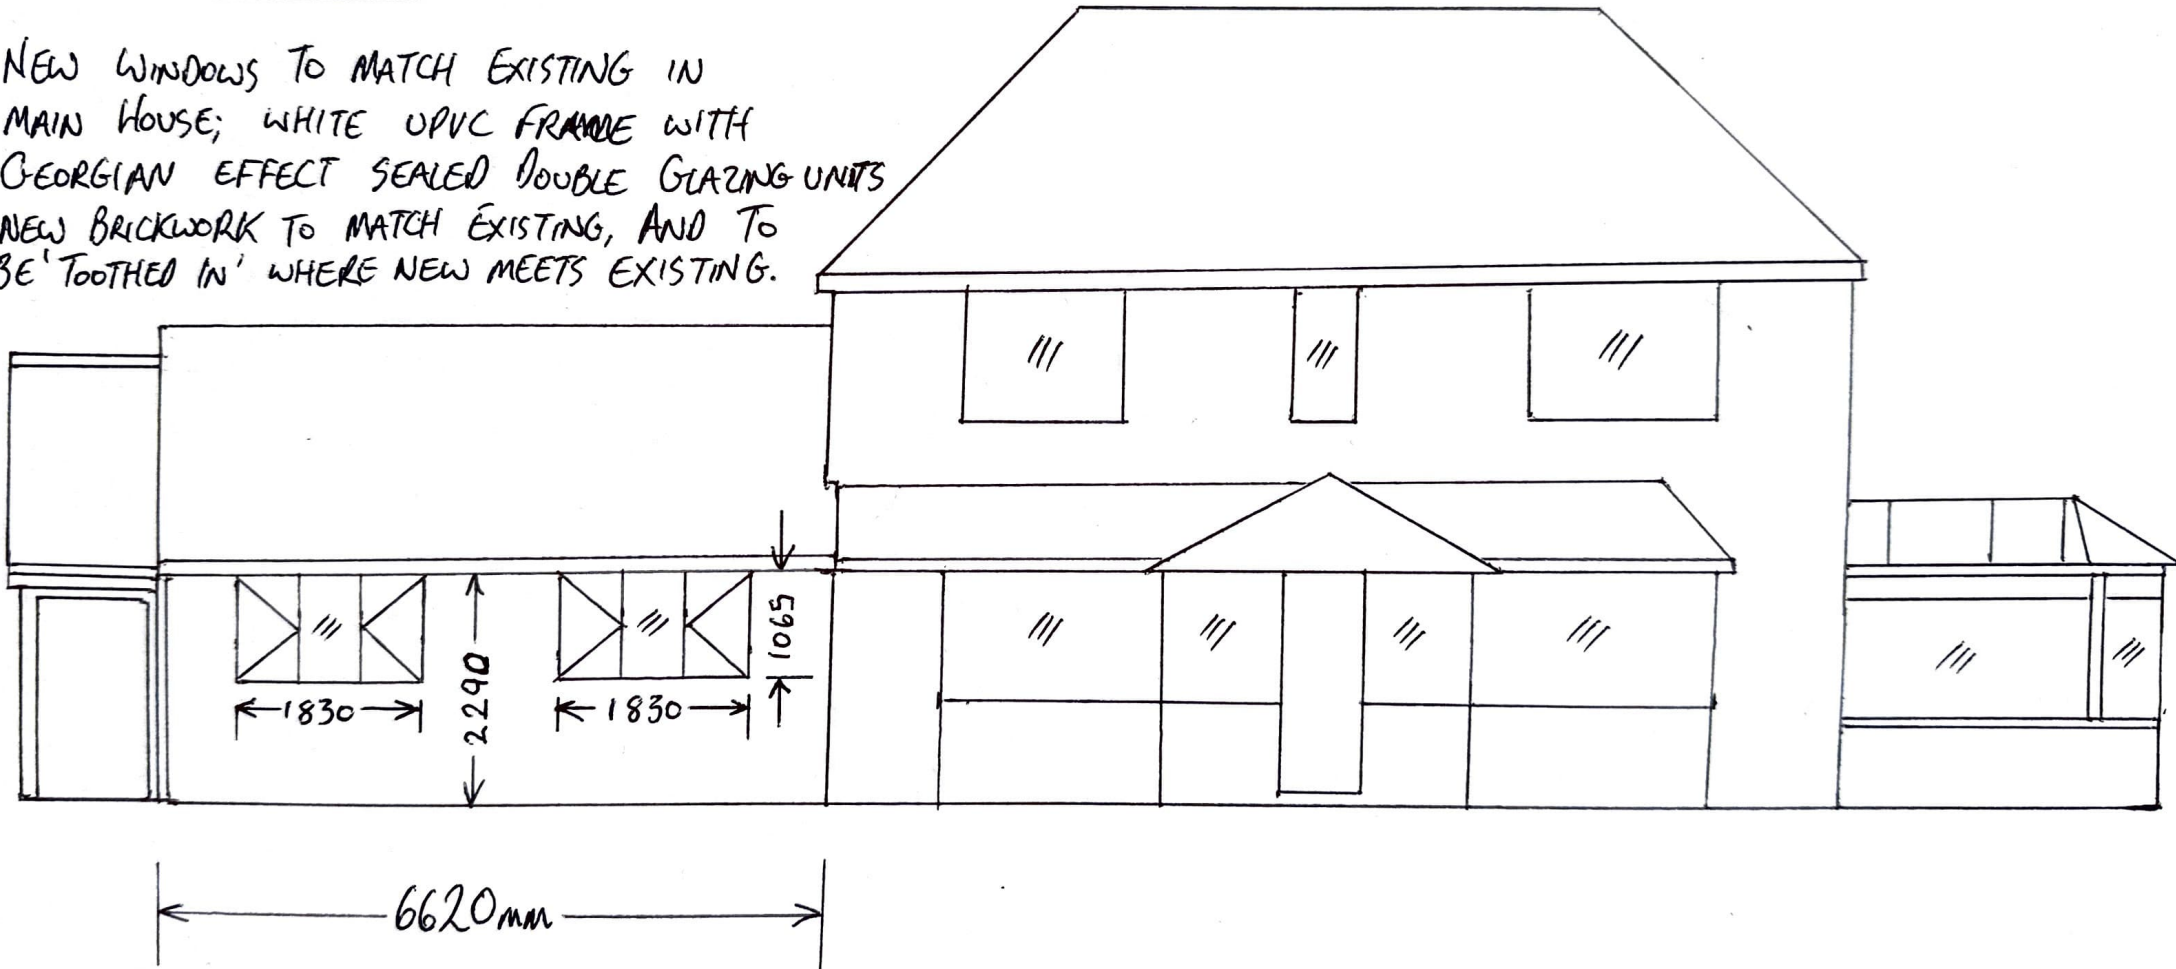 NEW WINDOWS TO MATCH EXISTING IN
MAIN HOUSE; WHITE UPVC FRAME WITH
GEORGIAN EFFECT SEALED DOUBLE GLAZING UNITS
NEW BRICKWORK TO MATCH EXISTING, AND TO
BE 'TOOTHED IN' WHERE NEW MEETS EXISTING.
1830
2290
1830
1065
6620mm